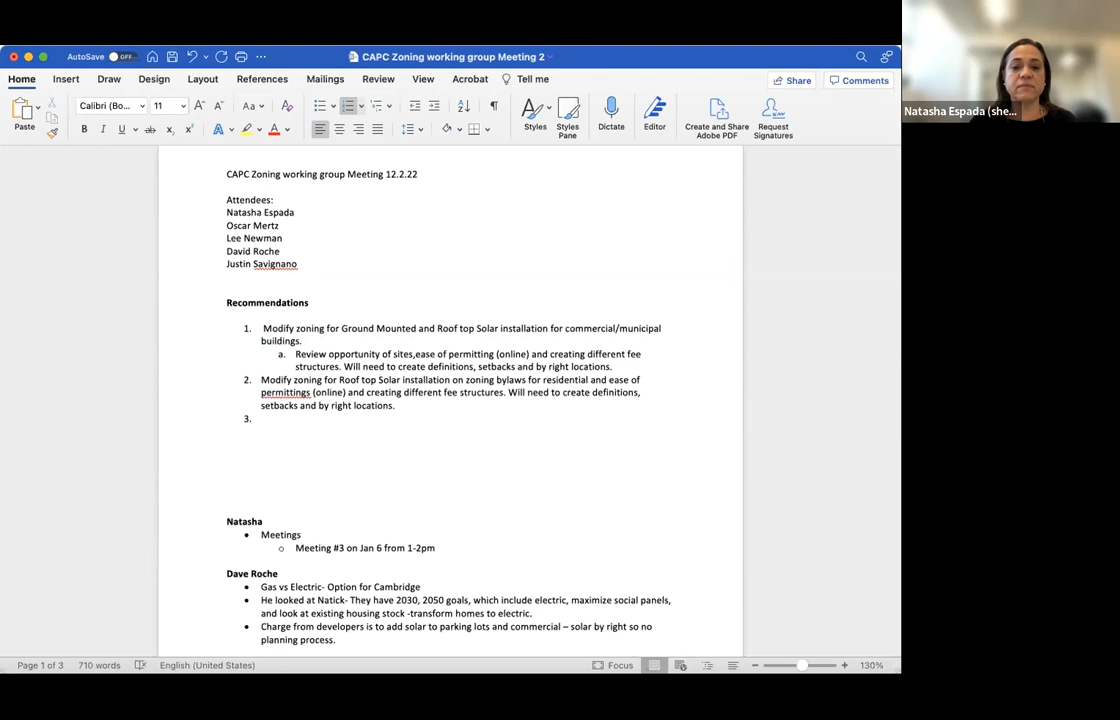 AutoSave OFF
CAPC Zoning working group Meeting 2
Home Insert Draw Design Layout References Mailings Review View Acrobat Tell me
Share Comments
Paste
Calibri (Bo... 11
Styles
Styles Pane
Dictate
Editor
Create and Share Adobe PDF
Request Signatures
Natasha Espada (she...
CAPC Zoning working group Meeting 12.2.22
Attendees:
Natasha Espada
Oscar Mertz
Lee Newman
David Roche
Justin Savignano
Recommendations
1. Modify zoning for Ground Mounted and Roof top Solar installation for commercial/municipal
buildings.
a. Review opportunity of sites,ease of permitting (online) and creating different fee
structures. Will need to create definitions, setbacks and by right locations.
2. Modify zoning for Roof top Solar installation on zoning bylaws for residential and ease of
permittings (online) and creating different fee structures. Will need to create definitions,
setbacks and by right locations.
3.
Natasha
• Meetings
o Meeting #3 on Jan 6 from 1-2pm
Dave Roche
• Gas vs Electric- Option for Cambridge
• He looked at Natick- They have 2030, 2050 goals, which include electric, maximize social panels,
and look at existing housing stock -transform homes to electric.
• Charge from developers is to add solar to parking lots and commercial – solar by right so no
planning process.
Page 1 of 3 710 words English (United States) Focus 130%